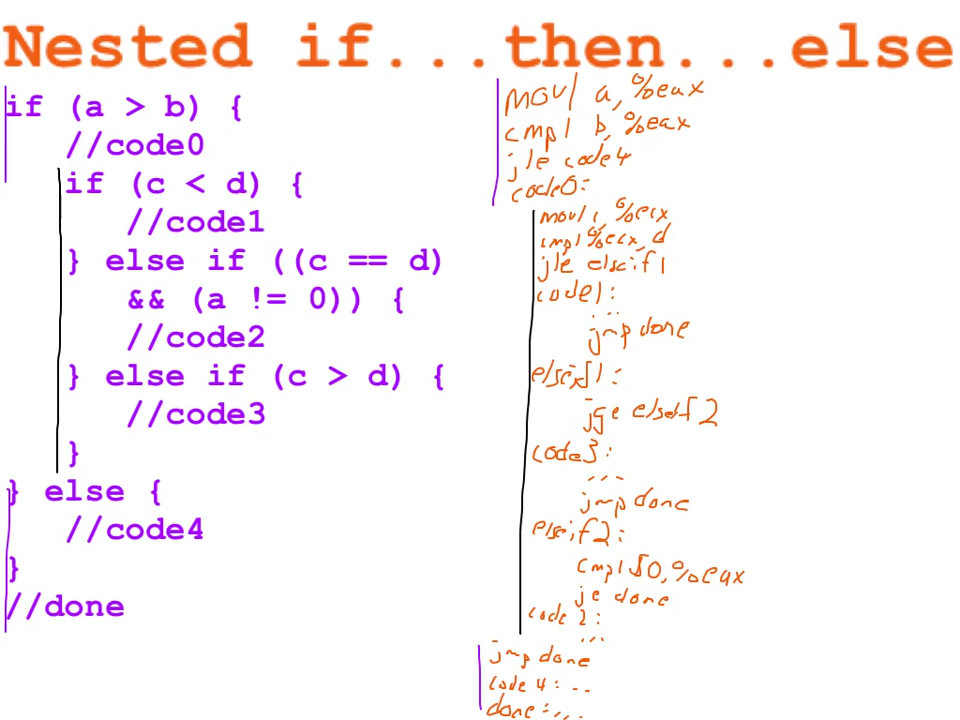 Nested if...then...else
if (a > b) {
//code0
if (c < d) {
//code1
} else if ((c == d)
&& (a != 0)) {
//code2
} else if (c > d) {
//code3
}
} else {
//code4
}
//done
movl a, %eax
cmpl b, %eax
jle code4
code0:
movl c, %ecx
cmpl %ecx, d
jle elseif1
code1:
...
jmp done
elseif1:
jge elseif2
code3:
...
jmp done
elseif2:
cmpl $0, %eax
je done
code2:
...
jmp done
code4: ...
done: ...